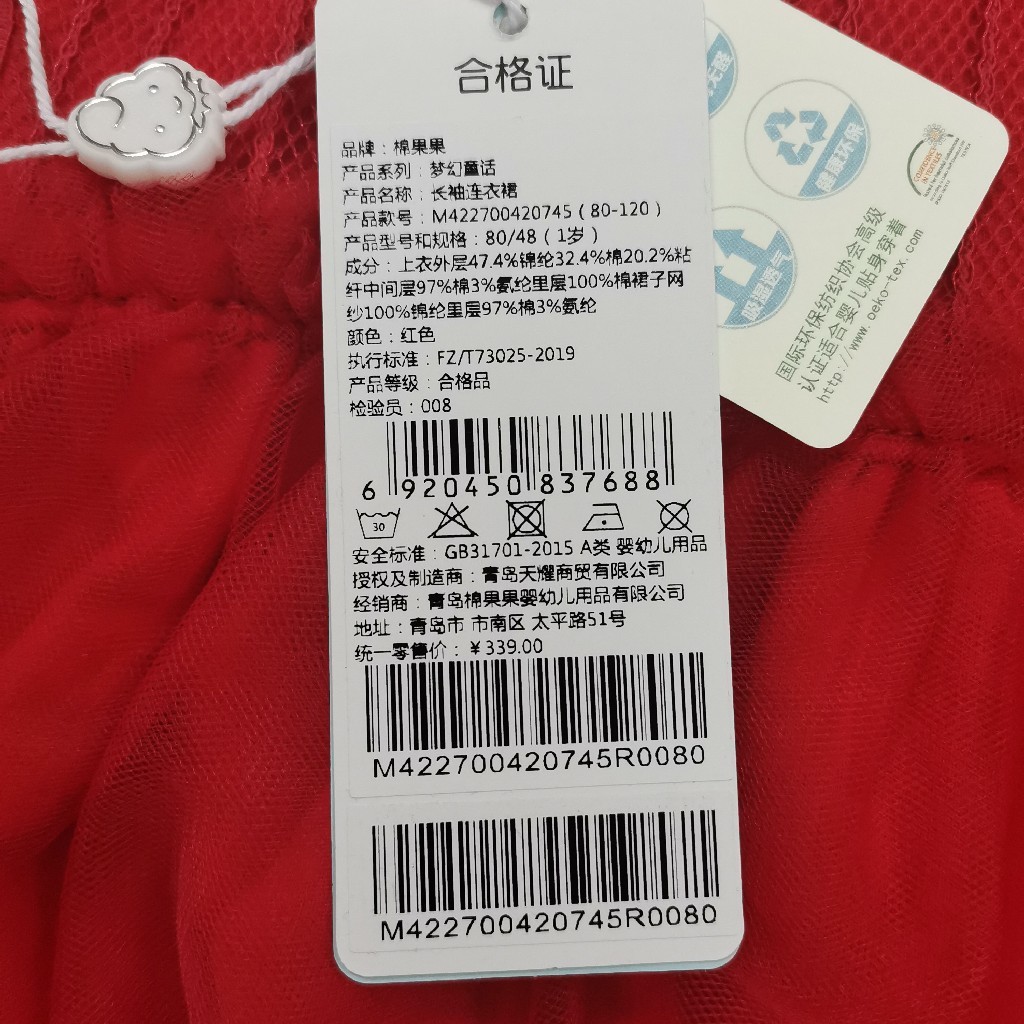 合格证
品牌：棉果果
产品系列：梦幻童话
产品名称：长袖连衣裙
产品款号：M422700420745（80-120）
产品型号和规格：80/48（1岁）
成分：上衣外层47.4%锦纶32.4%棉20.2%粘
纤中间层97%棉3%氨纶里层100%棉裙子网
纱100%锦纶里层97%棉3%氨纶
颜色：红色
执行标准：FZ/T73025-2019
产品等级：合格品
检验员：008
6 920450 837688
30
安全标准：GB31701-2015 A类 婴幼儿用品
授权及制造商：青岛天耀商贸有限公司
经销商：青岛棉果果婴幼儿用品有限公司
地址：青岛市 市南区 太平路51号
统一零售价：¥339.00
M422700420745R0080
M422700420745R0080
健康环保
吸湿透气
CONFIDENCE
IN TEXTILES
国际环保纺织协会高级
认证适合婴儿贴身穿着
http://www.oeko-tex.com